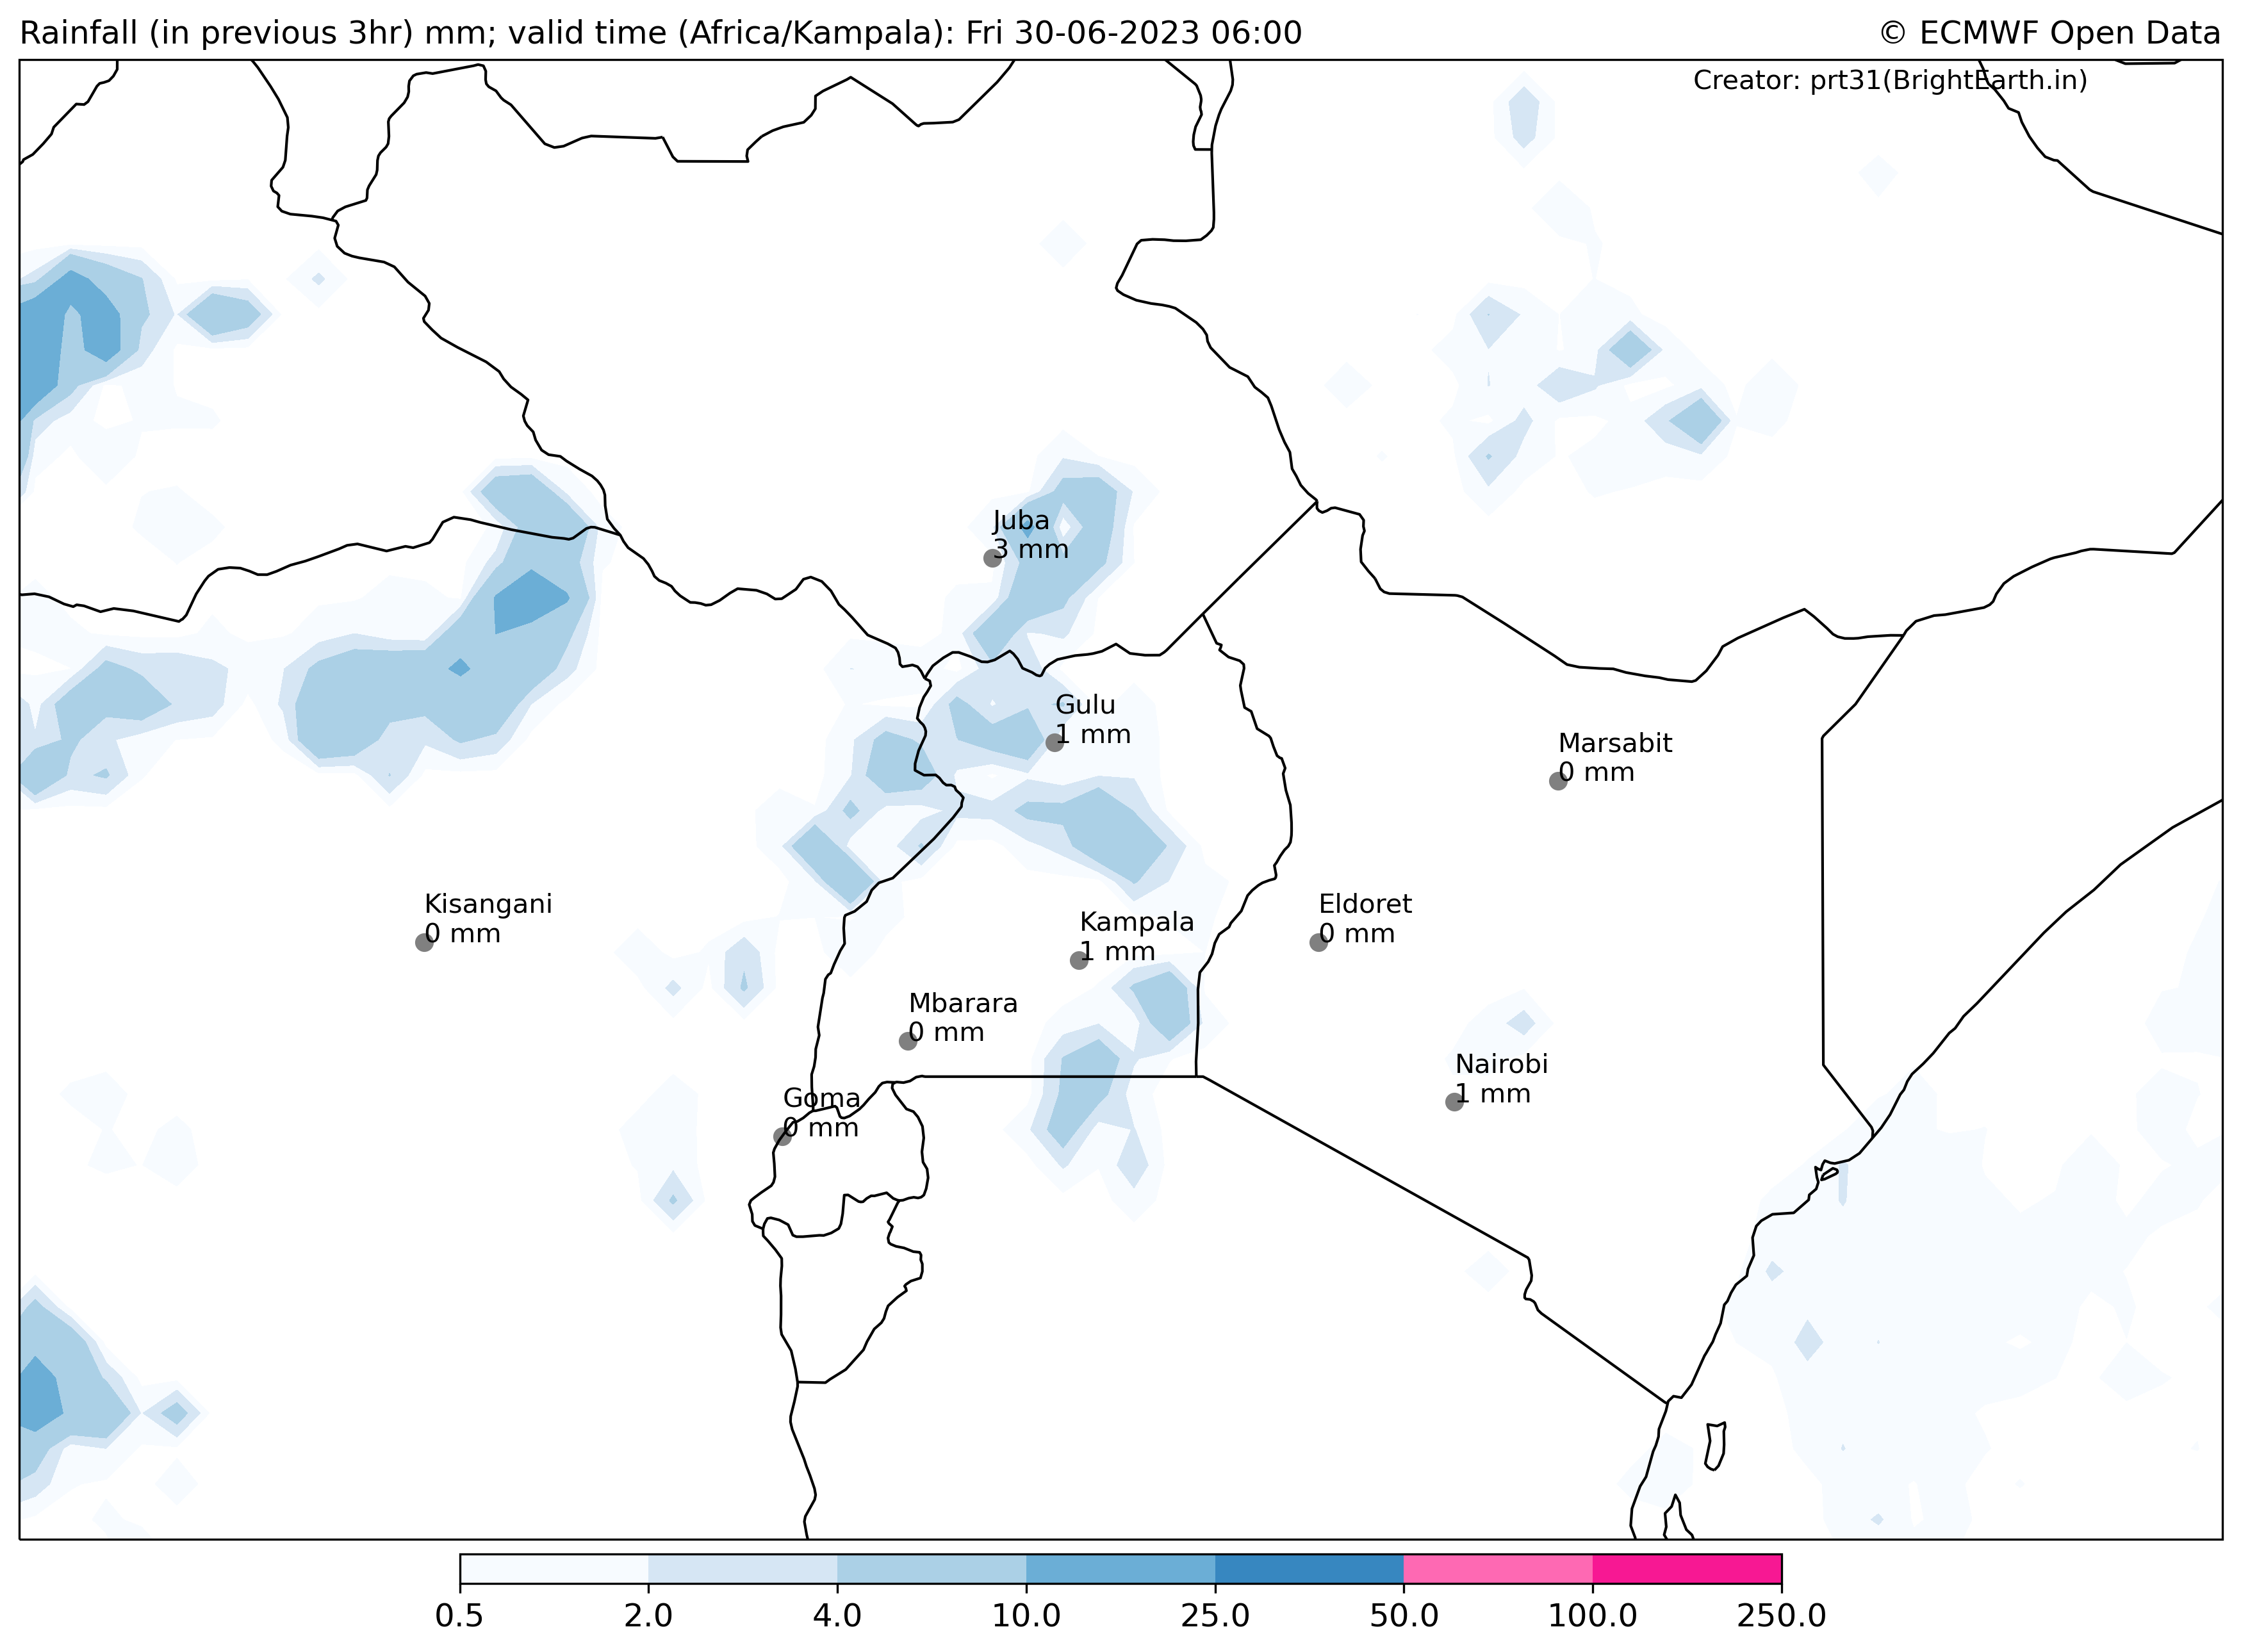 Rainfall (in previous 3hr) mm; valid time (Africa/Kampala): Fri 30-06-2023 06:00
© ECMWF Open Data
Creator: prt31(BrightEarth.in)
Juba
3 mm
Gulu
1 mm
Marsabit
0 mm
Kisangani
0 mm
Kampala
1 mm
Eldoret
0 mm
Mbarara
0 mm
Nairobi
1 mm
Goma
0 mm
0.5 2.0 4.0 10.0 25.0 50.0 100.0 250.0